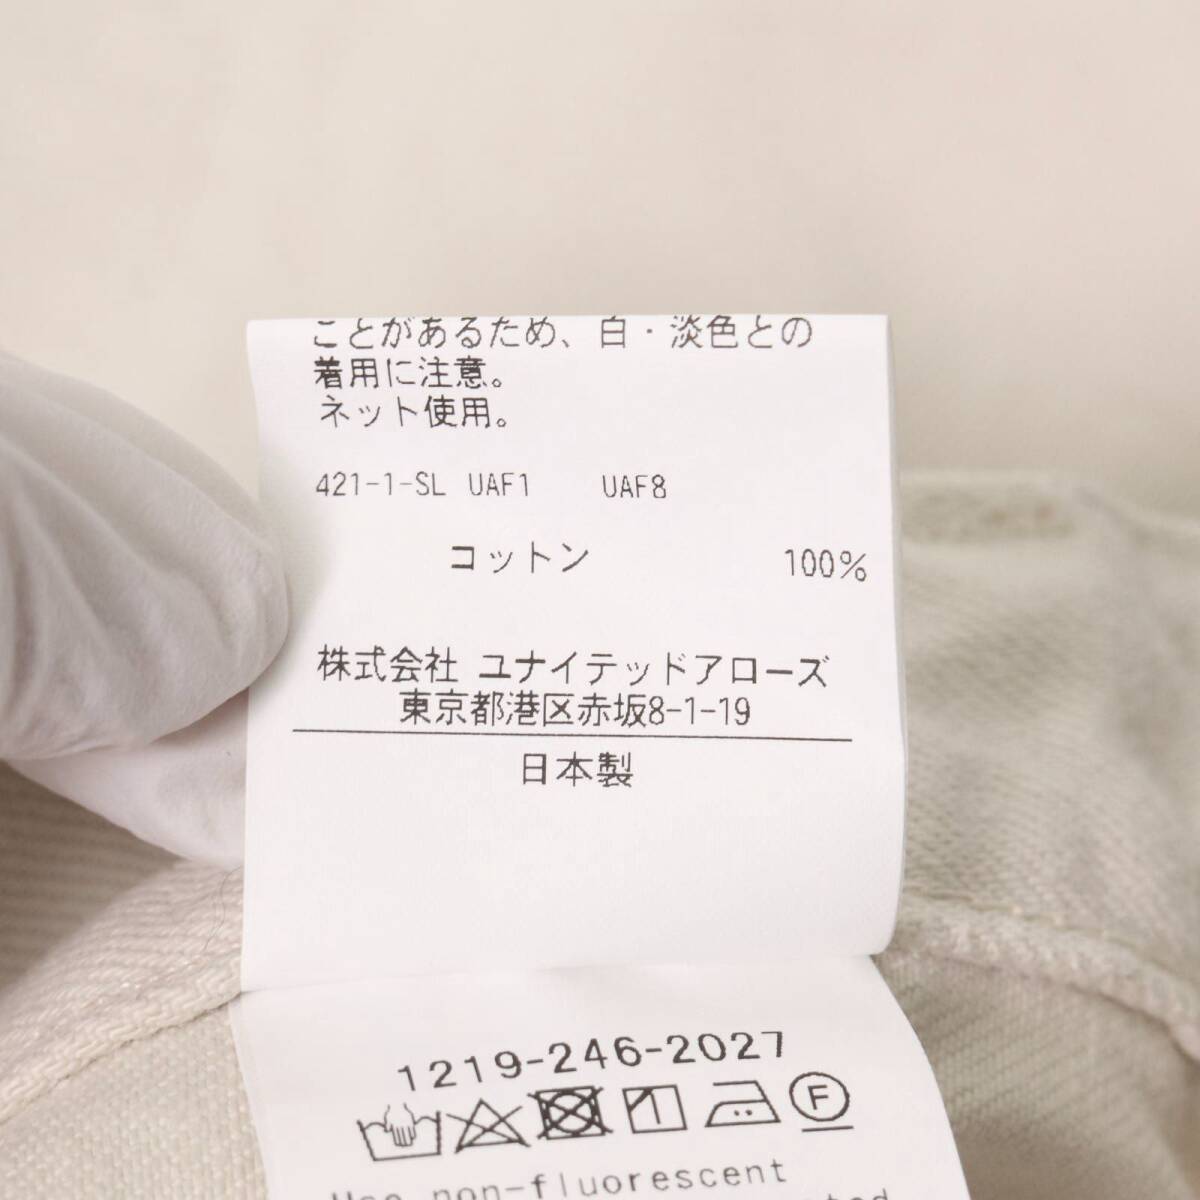 ことがあるため、白・淡色との
着用に注意。
ネット使用。
421-1-SL UAF1 UAF8
コットン 100%
株式会社 ユナイテッドアローズ
東京都港区赤坂8-1-19
日本製
1219-246-2027
F
Use non-fluorescent